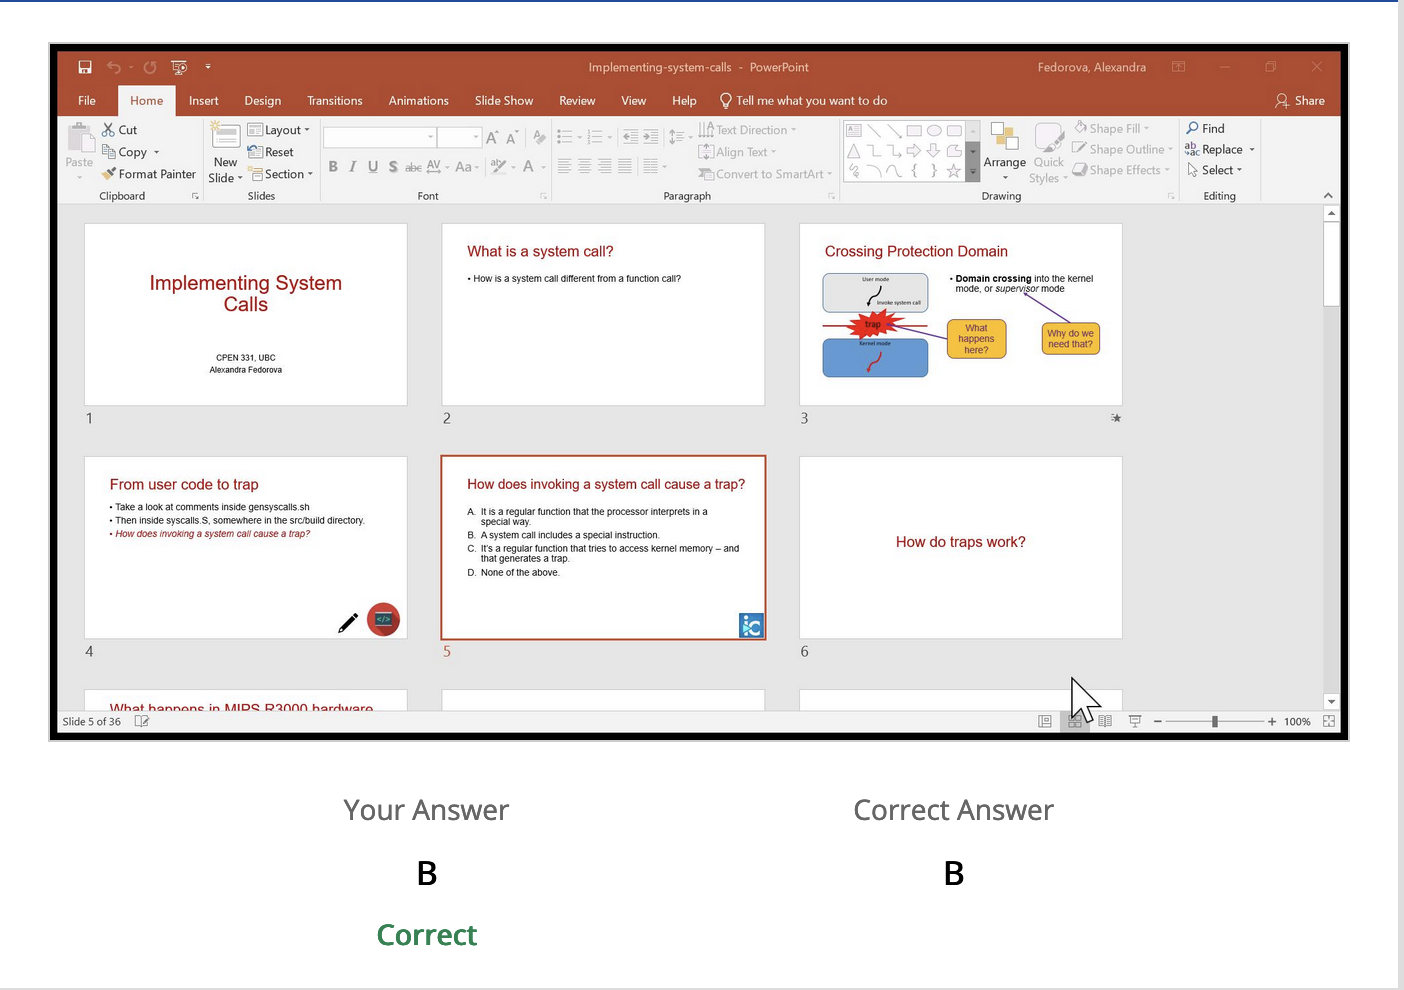 Implementing-system-calls - PowerPoint
Fedorova, Alexandra
File Home Insert Design Transitions Animations Slide Show Review View Help Tell me what you want to do Share
Cut
Copy
Format Painter
Paste
Clipboard
New
Slide
Layout
Reset
Section
Slides
B I U S abc AV Aa ab A
A A A
Font
Text Direction
Align Text
Convert to SmartArt
Paragraph
Arrange
Quick
Styles
Shape Fill
Shape Outline
Shape Effects
Drawing
Find
Replace
Select
Editing
Implementing System
Calls
CPEN 331, UBC
Alexandra Fedorova
1
What is a system call?
• How is a system call different from a function call?
2
Crossing Protection Domain
User mode
Invoke system call
trap
Kernel mode
• Domain crossing into the kernel
mode, or supervisor mode
What
happens
here?
Why do we
need that?
3
From user code to trap
• Take a look at comments inside gensyscalls.sh
• Then inside syscalls.S, somewhere in the src/build directory.
• How does invoking a system call cause a trap?
</>
4
How does invoking a system call cause a trap?
A. It is a regular function that the processor interprets in a
special way.
B. A system call includes a special instruction.
C. It's a regular function that tries to access kernel memory – and
that generates a trap.
D. None of the above.
ic
5
How do traps work?
6
What happens in MIPS R3000 hardware
Slide 5 of 36
100%
Your Answer
B
Correct
Correct Answer
B